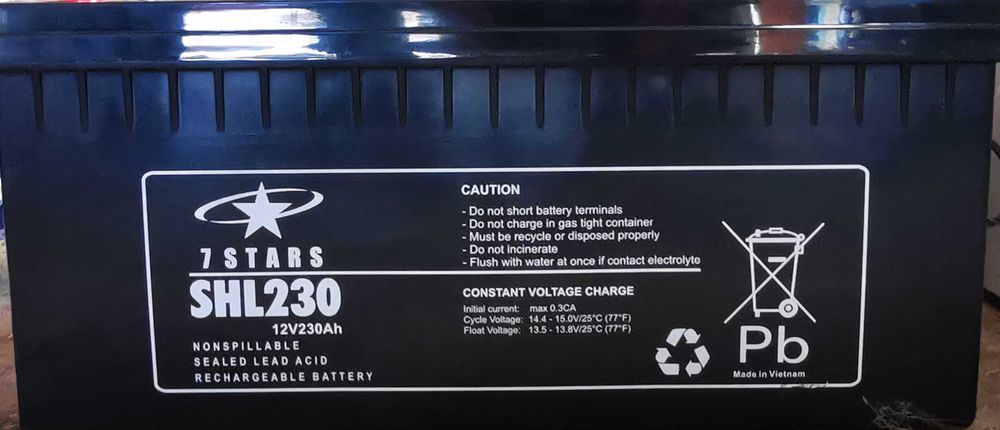 7 STARS
SHL230
12V230Ah
NONSPILLABLE
SEALED LEAD ACID
RECHARGEABLE BATTERY
CAUTION
- Do not short battery terminals
- Do not charge in gas tight container
- Must be recycle or disposed properly
- Do not incinerate
- Flush with water at once if contact electrolyte
CONSTANT VOLTAGE CHARGE
Initial current: max 0.3CA
Cycle Voltage: 14.4 - 15.0V/25°C (77°F)
Float Voltage: 13.5 - 13.8V/25°C (77°F)
Pb
Made in Vietnam